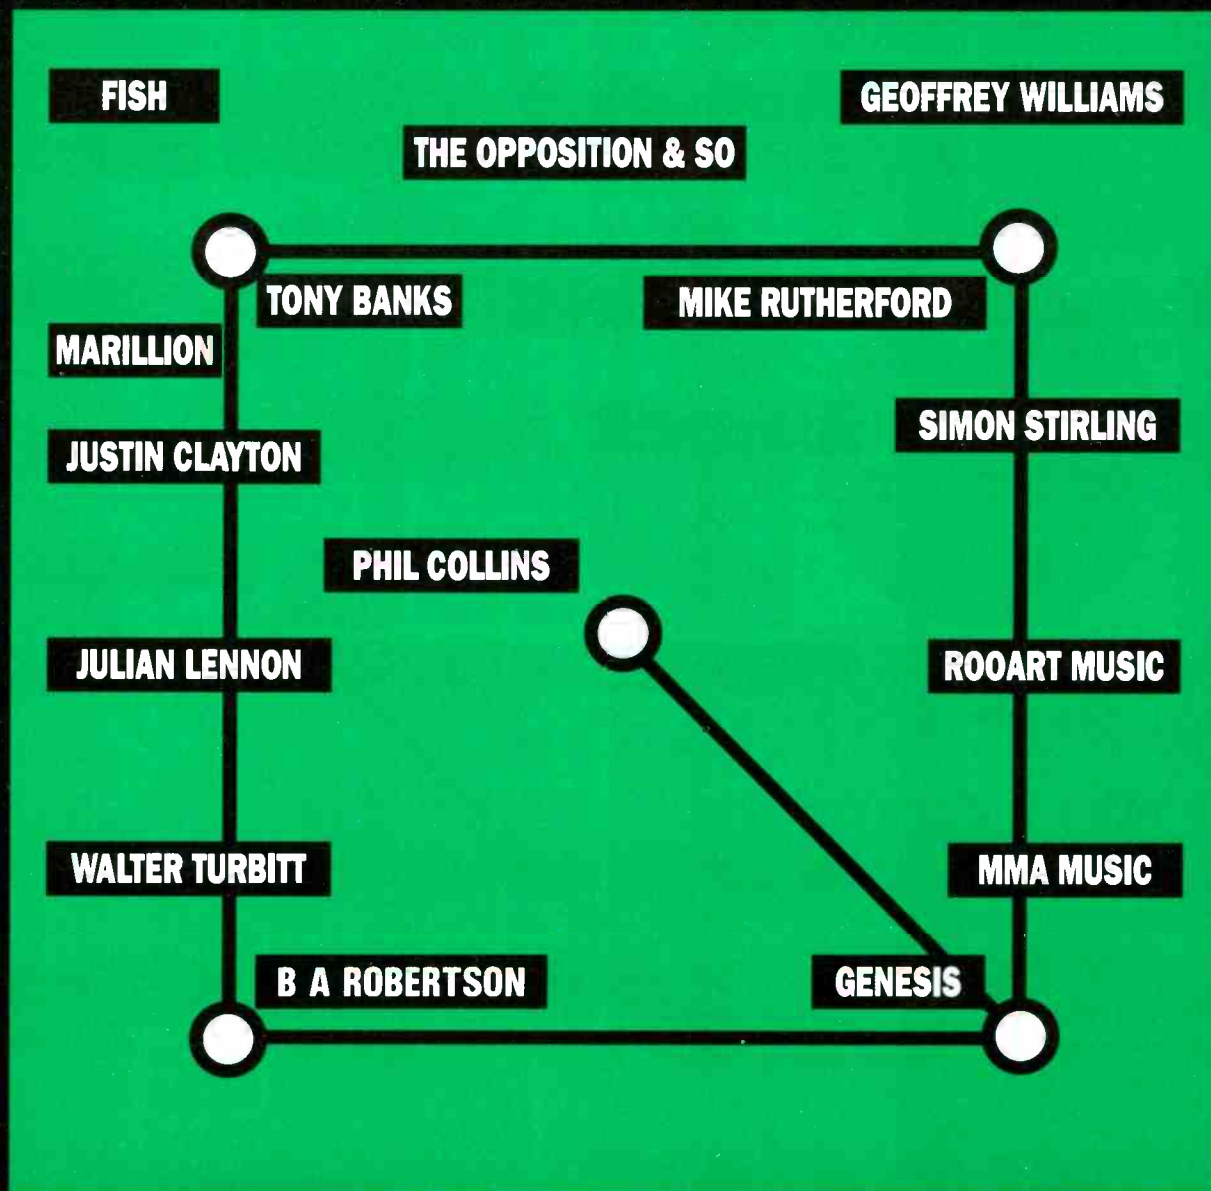 FISH
GEOFFREY WILLIAMS
THE OPPOSITION & SO
TONY BANKS
MIKE RUTHERFORD
MARILLION
SIMON STIRLING
JUSTIN CLAYTON
PHIL COLLINS
JULIAN LENNON
ROOART MUSIC
WALTER TURBITT
MMA MUSIC
B A ROBERTSON
GENESIS